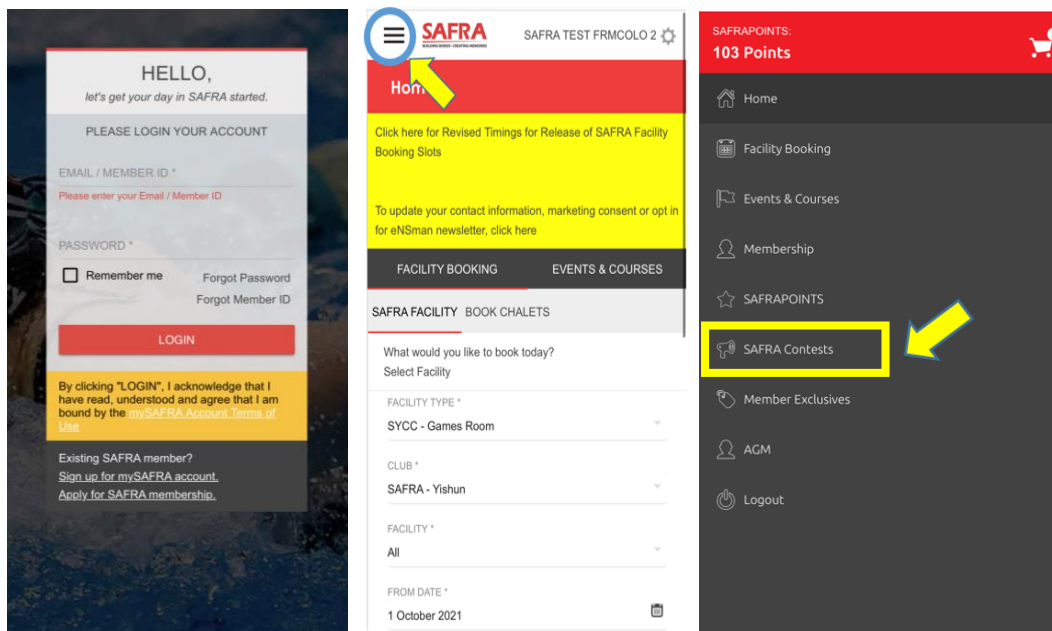 HELLO,
let's get your day in SAFRA started.
PLEASE LOGIN YOUR ACCOUNT
EMAIL / MEMBER ID *
Please enter your Email / Member ID
PASSWORD *
Remember me
Forgot Password
Forgot Member ID
LOGIN
By clicking "LOGIN", I acknowledge that I
have read, understood and agree that I am
bound by the mySAFRA Account Terms of
Use
Existing SAFRA member?
Sign up for mySAFRA account.
Apply for SAFRA membership.
SAFRA
BUILDING BONDS • CREATING MEMORIES
SAFRA TEST FRMCOLO 2
Hom
Click here for Revised Timings for Release of SAFRA Facility
Booking Slots
To update your contact information, marketing consent or opt in
for eNSman newsletter, click here
FACILITY BOOKING
EVENTS & COURSES
SAFRA FACILITY
BOOK CHALETS
What would you like to book today?
Select Facility
FACILITY TYPE *
SYCC - Games Room
CLUB *
SAFRA - Yishun
FACILITY *
All
FROM DATE *
1 October 2021
SAFRAPOINTS:
103 Points
Home
Facility Booking
Events & Courses
Membership
SAFRAPOINTS
SAFRA Contests
Member Exclusives
AGM
Logout